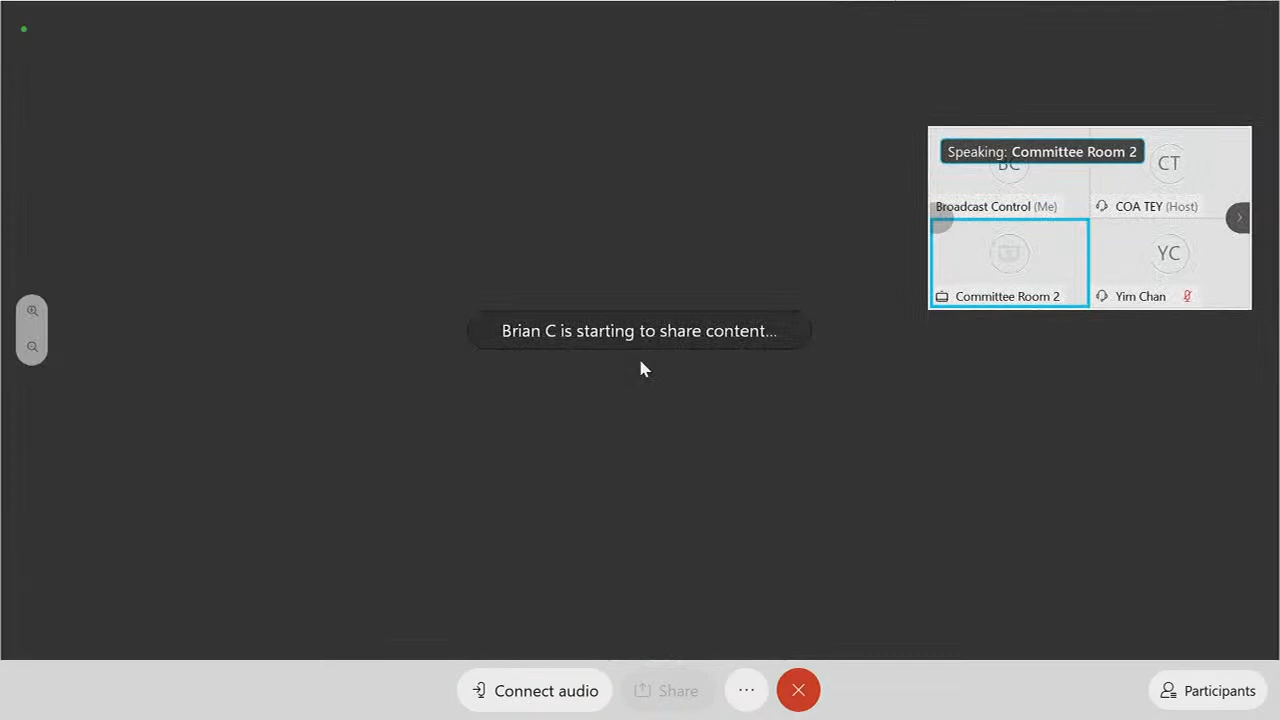 Speaking: Committee Room 2
BC
CT
Broadcast Control (Me)
COA TEY (Host)
YC
Committee Room 2
Yim Chan
Brian C is starting to share content...
Connect audio
Share
Participants